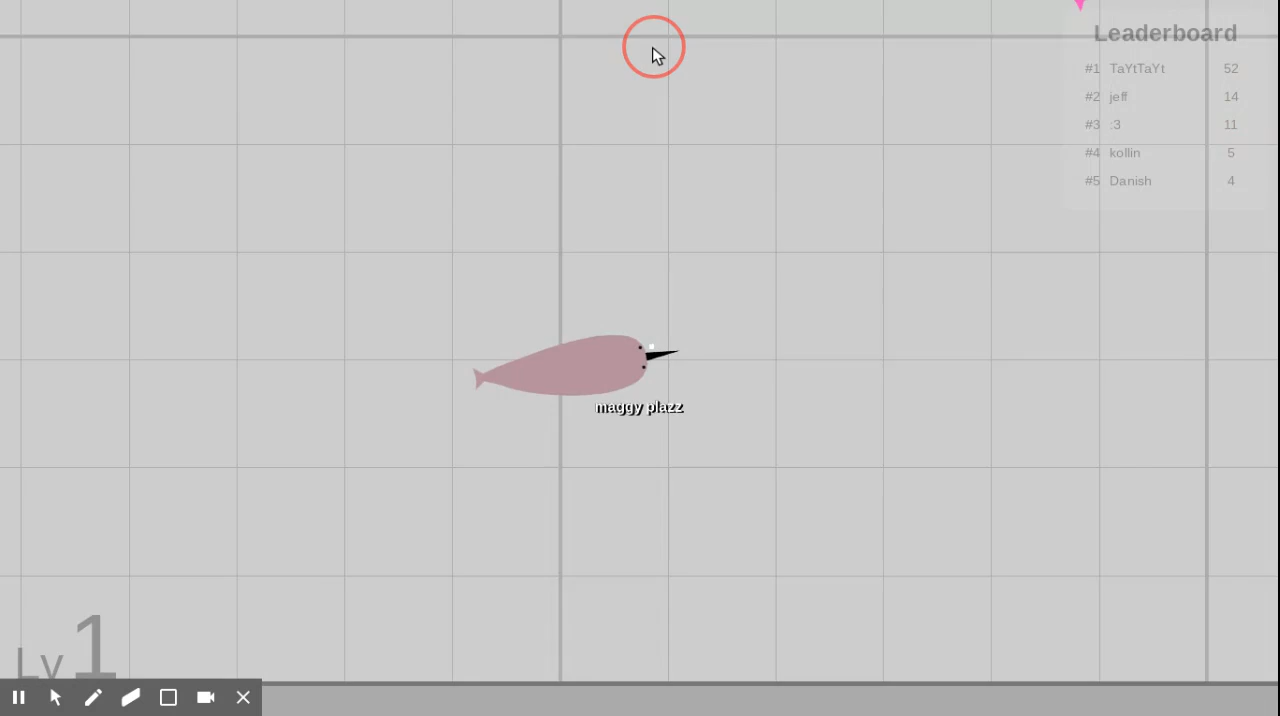 Leaderboard
#1 TaYtTaYt 52
#2 jeff 14
#3 :3 11
#4 kollin 5
#5 Danish 4
maggy plazz
Lv 1